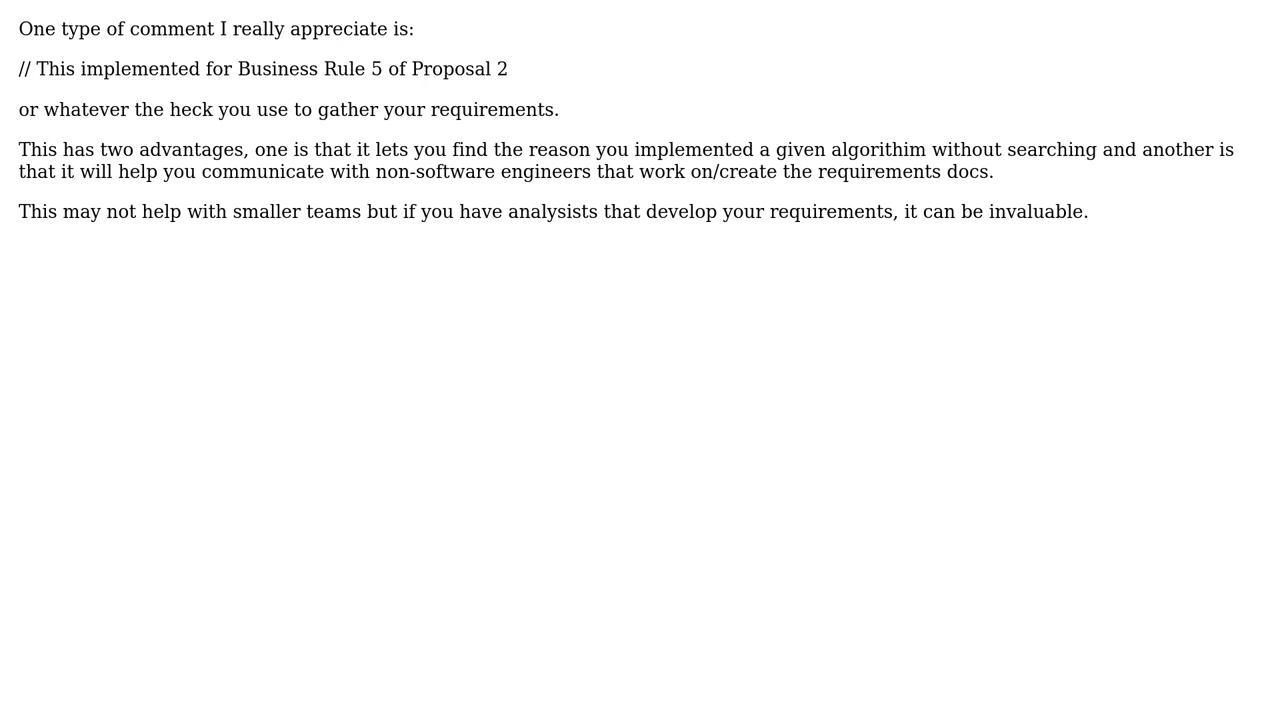 One type of comment I really appreciate is:
// This implemented for Business Rule 5 of Proposal 2
or whatever the heck you use to gather your requirements.
This has two advantages, one is that it lets you find the reason you implemented a given algorithim without searching and another is
that it will help you communicate with non-software engineers that work on/create the requirements docs.
This may not help with smaller teams but if you have analysists that develop your requirements, it can be invaluable.